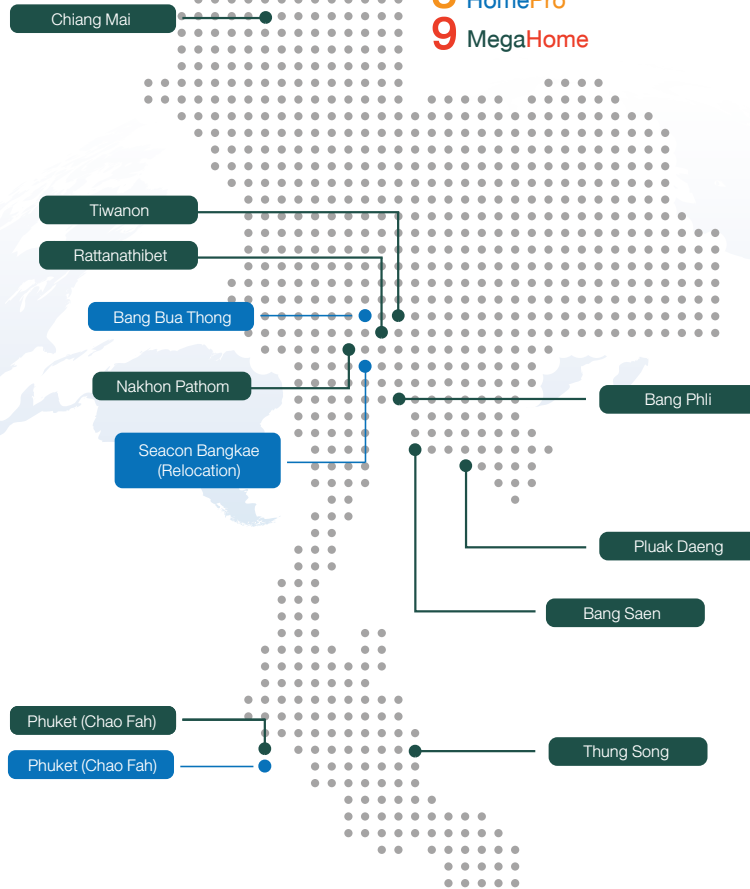 HomePro
Chiang Mai
9 MegaHome
Tiwanon
Rattanathibet
Bang Bua Thong
Nakhon Pathom
Bang Phli
Seacon Bangkae
(Relocation)
Pluak Daeng
Bang Saen
Phuket (Chao Fah)
Phuket (Chao Fah)
Thung Song